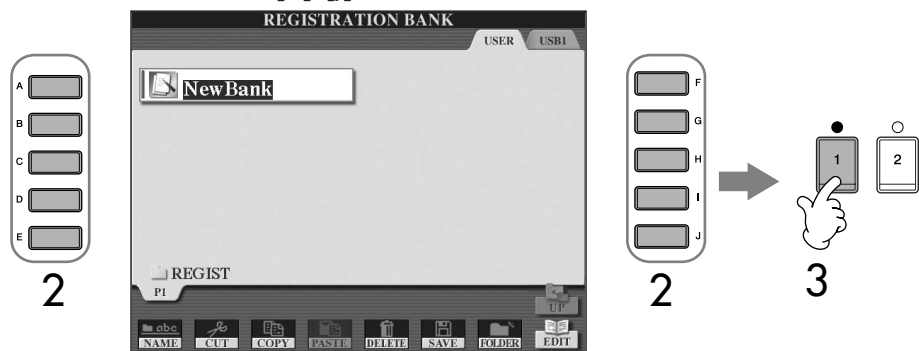 REGISTRATION BANK
USER USB1
A
B
C
D
E
2
NewBank
REGIST
P1
UP
abc
NAME CUT COPY PASTE DELETE SAVE FOLDER EDIT
F
G
H
I
J
2
1 2
3